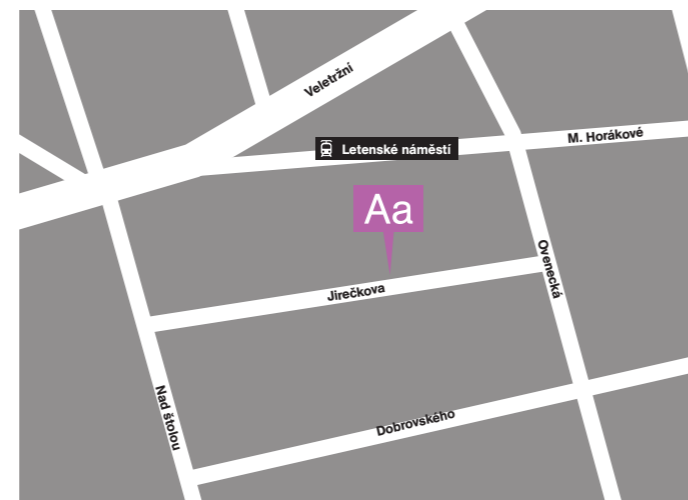 Veletržní
M. Horákové
Letenské náměstí
Aa
Ovenecká
Jirečkova
Nad štolou
Dobrovského